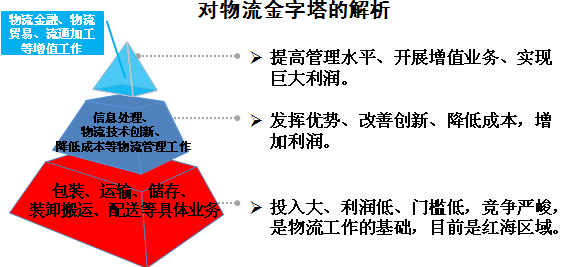 对物流金字塔的解析
物流金融、物流
贸易、流通加工
等增值工作
提高管理水平、开展增值业务、实现
巨大利润。
信息处理、
物流技术创新、
降低成本等物流管理工作
发挥优势、改善创新、降低成本，增
加利润。
包装、运输、储存、
装卸搬运、配送等具体业务
投入大、利润低、门槛低，竞争严峻，
是物流工作的基础，目前是红海区域。